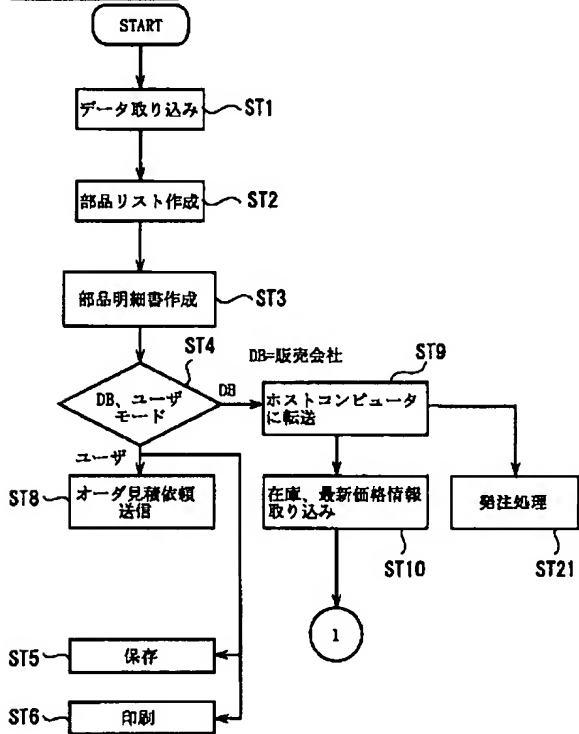 START
データ取り込み
ST1
部品リスト作成
ST2
部品明細書作成
ST3
ST4
DB=販売会社
ST9
DB、ユーザ
モード
DB
ホストコンピュータ
に転送
ユーザ
ST8
オーダ見積依頼
送信
在庫、最新価格情報
取り込み
発注処理
ST10
ST21
1
ST5
保存
ST6
印刷